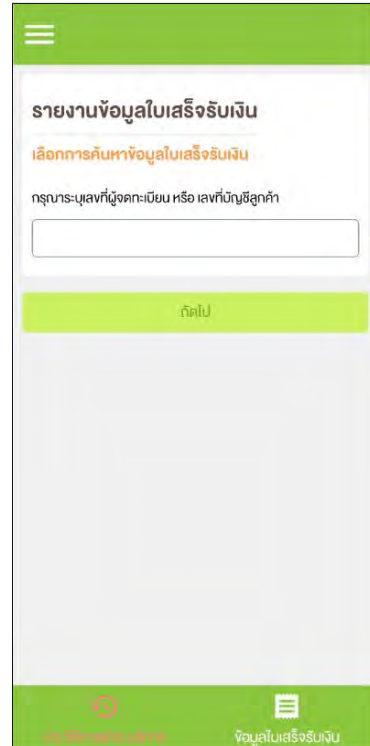 รายงานข้อมูลใบเสร็จรับเงิน
เลือกการค้นหาข้อมูลใบเสร็จรับเงิน
กรุณาระบุเลขที่ผู้จดทะเบียน หรือ เลขที่บัญชีลูกค้า
ถัดไป
ข้อมูลใบเสร็จรับเงิน